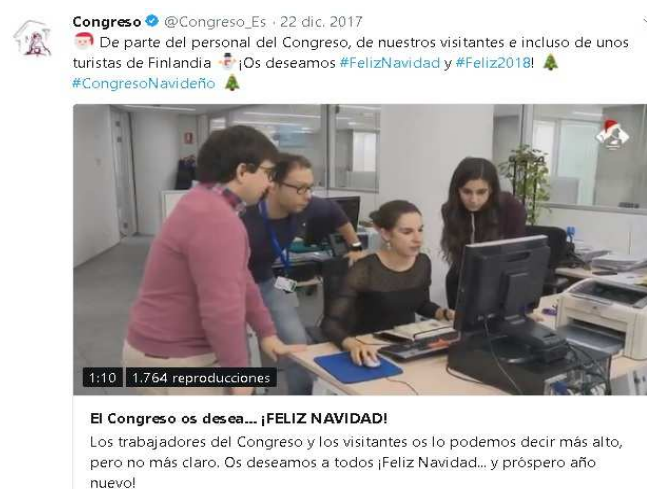 Congreso @Congreso_Es · 22 dic. 2017
De parte del personal del Congreso, de nuestros visitantes e incluso de unos
turistas de Finlandia ¡Os deseamos #FelizNavidad y #Feliz2018!
#CongresoNavideño
1:10 1.764 reproducciones
El Congreso os desea... ¡FELIZ NAVIDAD!
Los trabajadores del Congreso y los visitantes os lo podemos decir más alto,
pero no más claro. Os deseamos a todos ¡Feliz Navidad... y próspero año
nuevo!